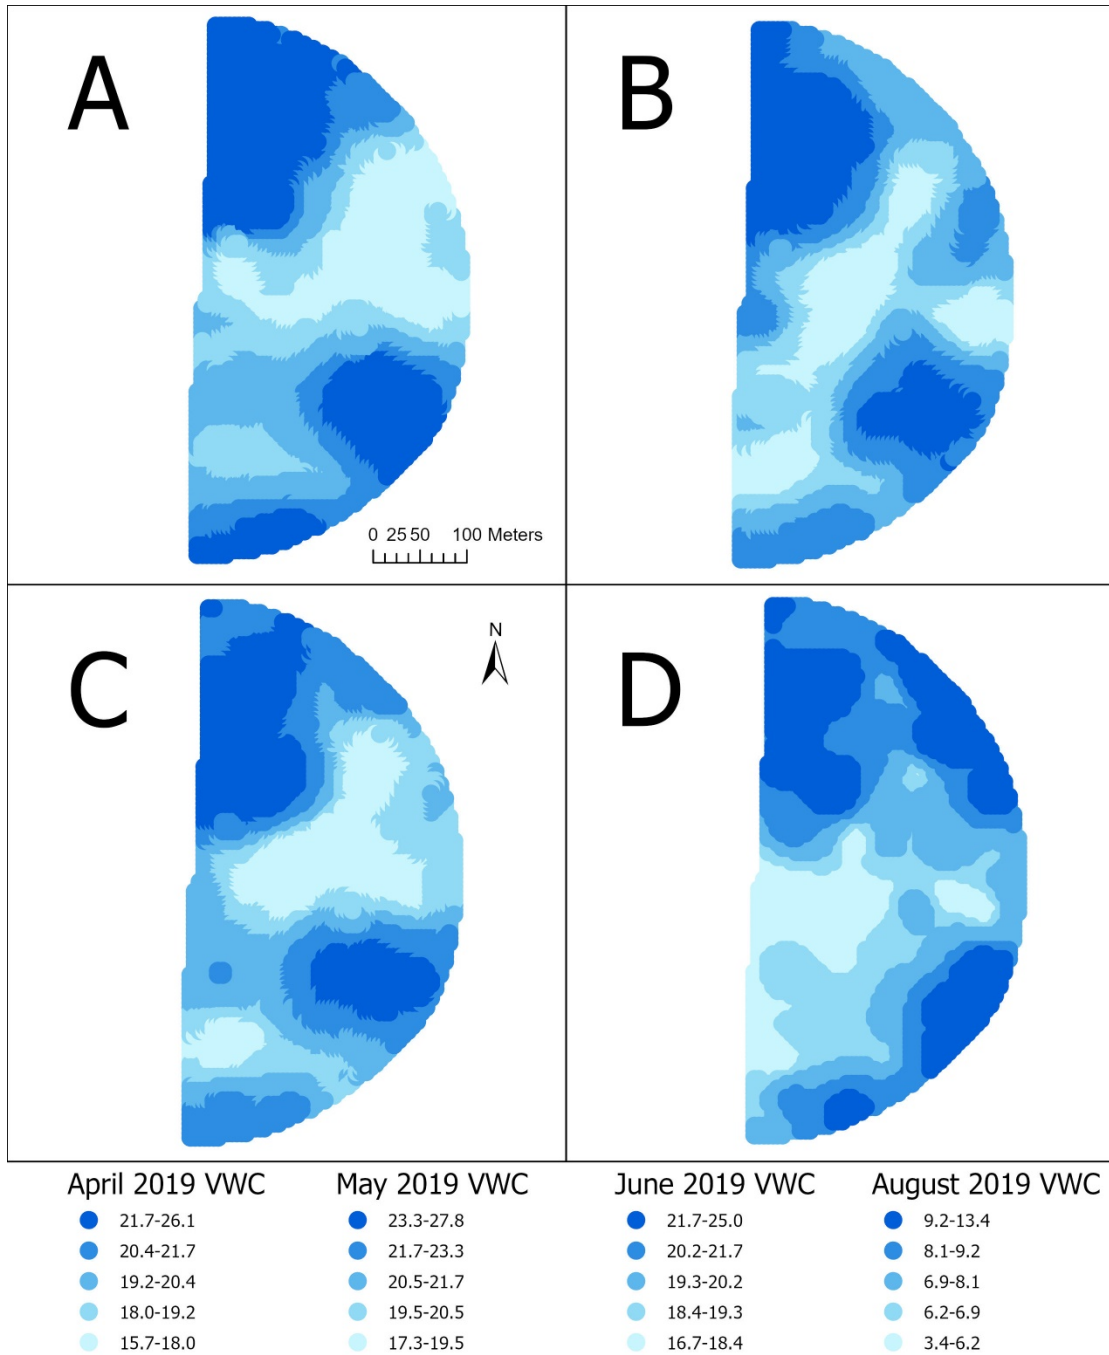 A
B
0 25 50 100 Meters
C
N
D
April 2019 VWC
21.7-26.1
20.4-21.7
19.2-20.4
18.0-19.2
15.7-18.0
May 2019 VWC
23.3-27.8
21.7-23.3
20.5-21.7
19.5-20.5
17.3-19.5
June 2019 VWC
21.7-25.0
20.2-21.7
19.3-20.2
18.4-19.3
16.7-18.4
August 2019 VWC
9.2-13.4
8.1-9.2
6.9-8.1
6.2-6.9
3.4-6.2